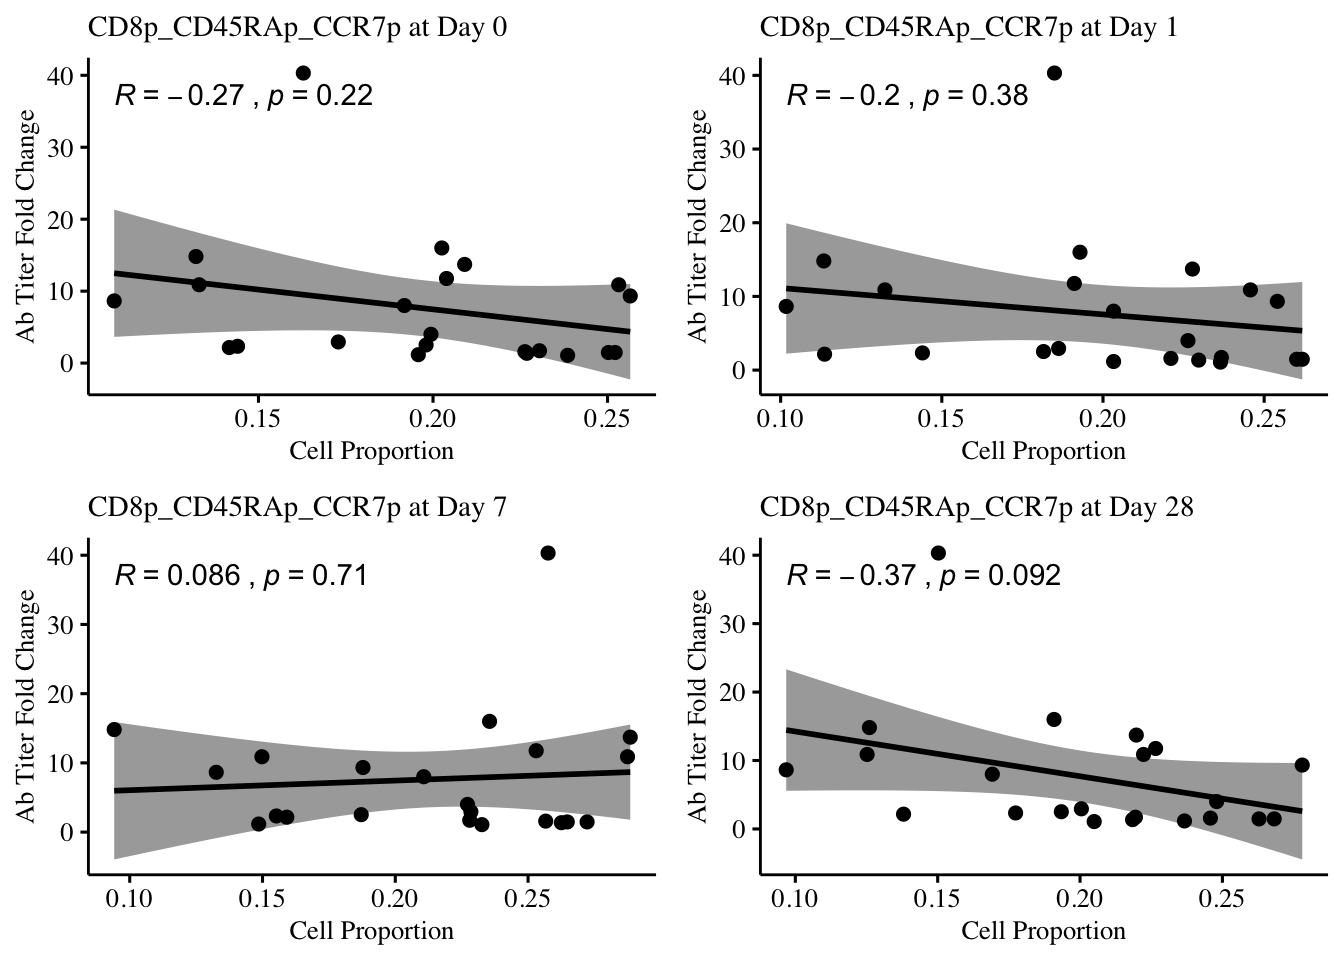 CD8p_CD45RAp_CCR7p at Day 0
R = −0.27 , p = 0.22
Ab Titer Fold Change
40
30
20
10
0
0.15 0.20 0.25
Cell Proportion
CD8p_CD45RAp_CCR7p at Day 1
R = −0.2 , p = 0.38
Ab Titer Fold Change
40
30
20
10
0
0.10 0.15 0.20 0.25
Cell Proportion
CD8p_CD45RAp_CCR7p at Day 7
R = 0.086 , p = 0.71
Ab Titer Fold Change
40
30
20
10
0
0.10 0.15 0.20 0.25
Cell Proportion
CD8p_CD45RAp_CCR7p at Day 28
R = −0.37 , p = 0.092
Ab Titer Fold Change
40
30
20
10
0
0.10 0.15 0.20 0.25
Cell Proportion